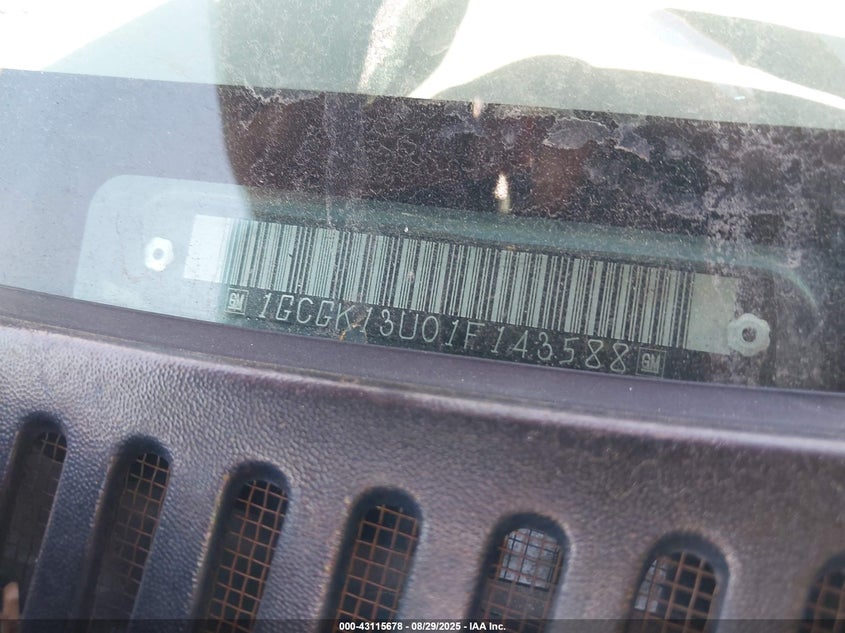 GM 1GCGK13U01F143588 GM
000-43115678 - 08/29/2025 - IAA Inc.